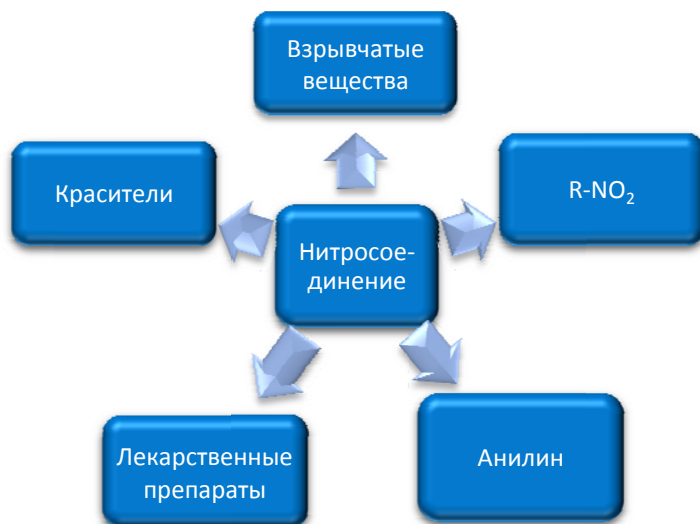 Взрывчатые
вещества
Красители
R-NO₂
Нитросое-
динение
Лекарственные
препараты
Анилин